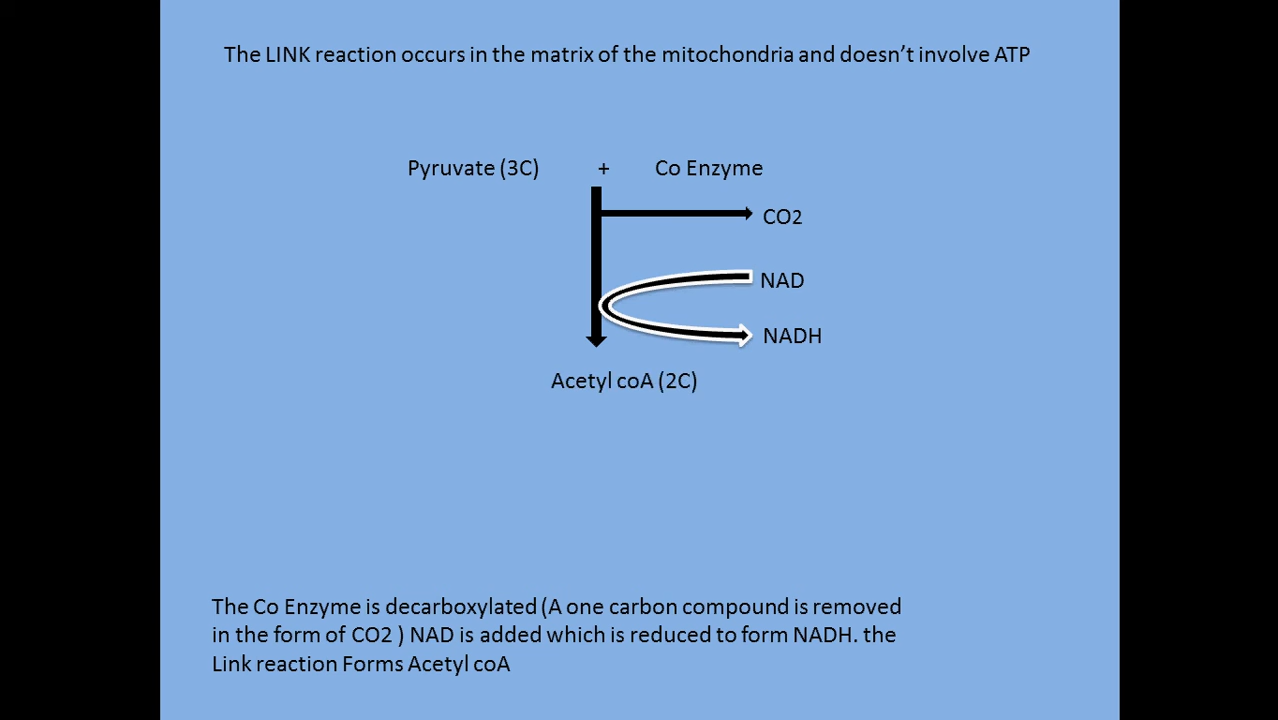 The LINK reaction occurs in the matrix of the mitochondria and doesn’t involve ATP
Pyruvate (3C) + Co Enzyme
CO2
NAD
NADH
Acetyl coA (2C)
The Co Enzyme is decarboxylated (A one carbon compound is removed
in the form of CO2 ) NAD is added which is reduced to form NADH. the
Link reaction Forms Acetyl coA